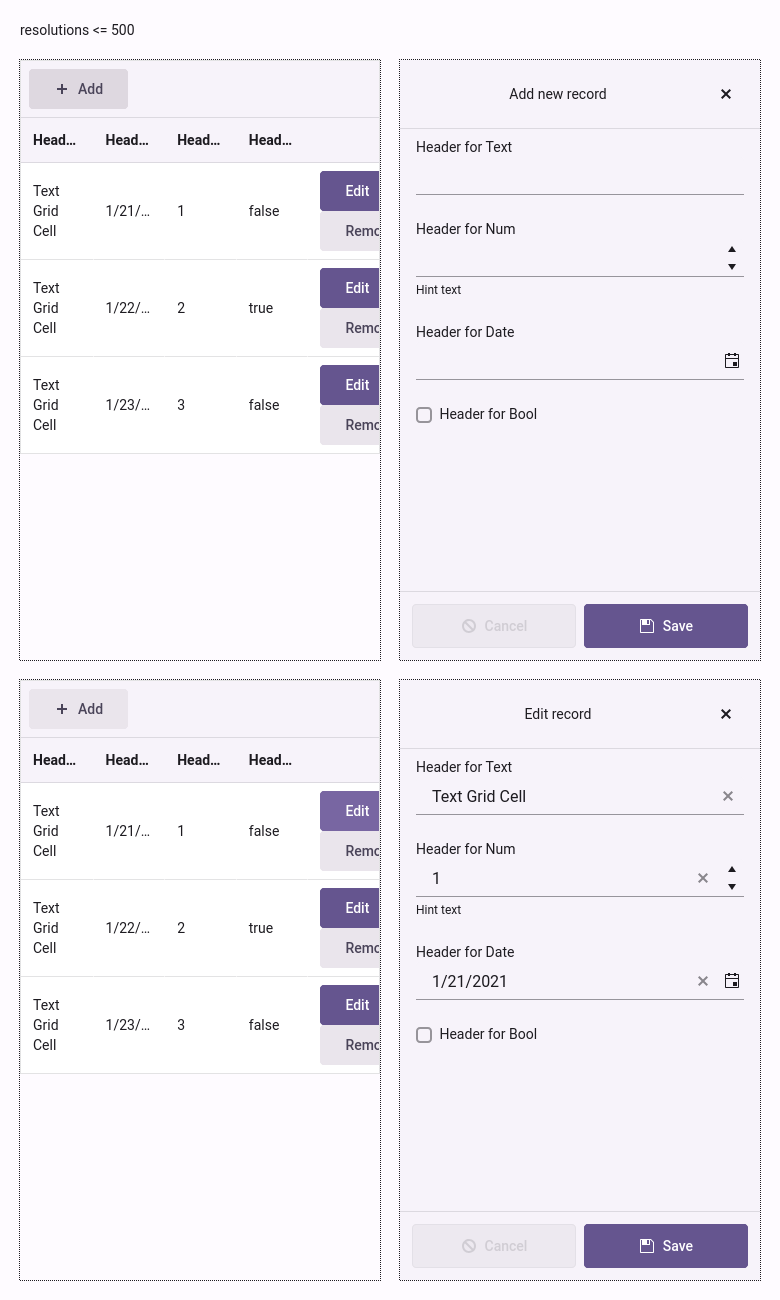 resolutions <= 500
Add
Head... Head... Head... Head...
Text Grid Cell 1/21/... 1 false Edit Remo
Text Grid Cell 1/22/... 2 true Edit Remo
Text Grid Cell 1/23/... 3 false Edit Remo
Add new record
Header for Text
Header for Num
Hint text
Header for Date
Header for Bool
Cancel Save
Add
Head... Head... Head... Head...
Text Grid Cell 1/21/... 1 false Edit Remo
Text Grid Cell 1/22/... 2 true Edit Remo
Text Grid Cell 1/23/... 3 false Edit Remo
Edit record
Header for Text
Text Grid Cell
Header for Num
1
Hint text
Header for Date
1/21/2021
Header for Bool
Cancel Save